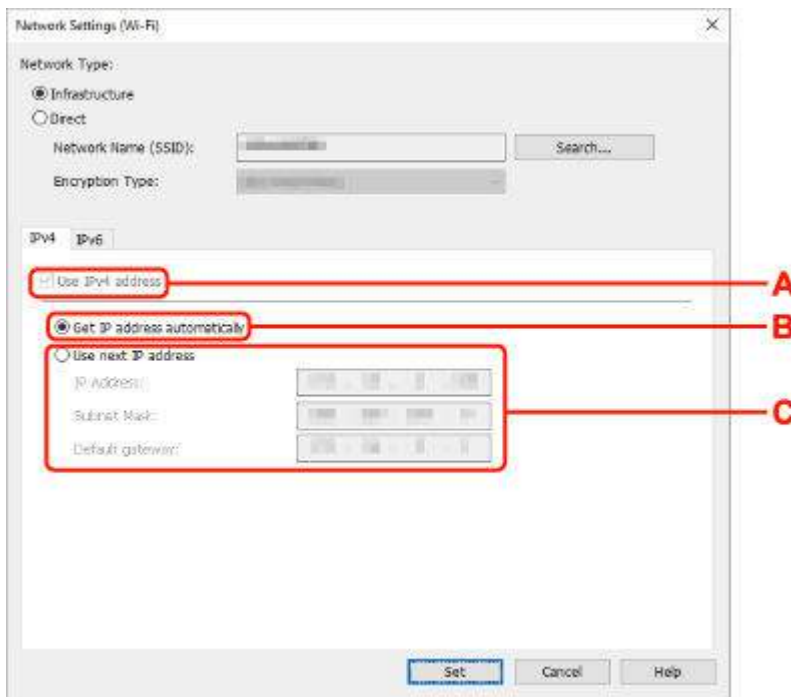 Network Settings (Wi-Fi)
Network Type:
Infrastructure
Direct
Network Name (SSID):
Search...
Encryption Type:
IPv4 IPv6
Use IPv4 address
A
Get IP address automatically
B
Use next IP address
IP Address:
Subnet Mask:
C
Default gateway:
Set Cancel Help